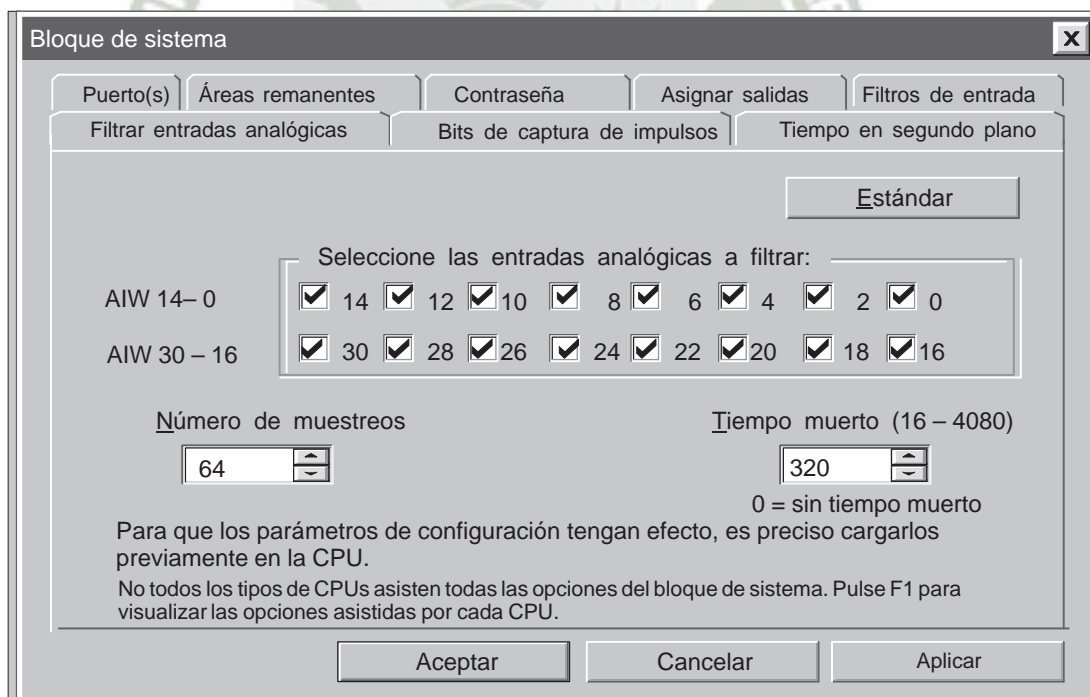 Bloque de sistema
Puerto(s) Áreas remanentes Contraseña Asignar salidas Filtros de entrada
Filtrar entradas analógicas Bits de captura de impulsos Tiempo en segundo plano
Estándar
Seleccione las entradas analógicas a filtrar:
AIW 14– 0 14 12 10 8 6 4 2 0
AIW 30 – 16 30 28 26 24 22 20 18 16
Número de muestreos Tiempo muerto (16 – 4080)
64 320
0 = sin tiempo muerto
Para que los parámetros de configuración tengan efecto, es preciso cargarlos
previamente en la CPU.
No todos los tipos de CPUs asisten todas las opciones del bloque de sistema. Pulse F1 para
visualizar las opciones asistidas por cada CPU.
Aceptar Cancelar Aplicar